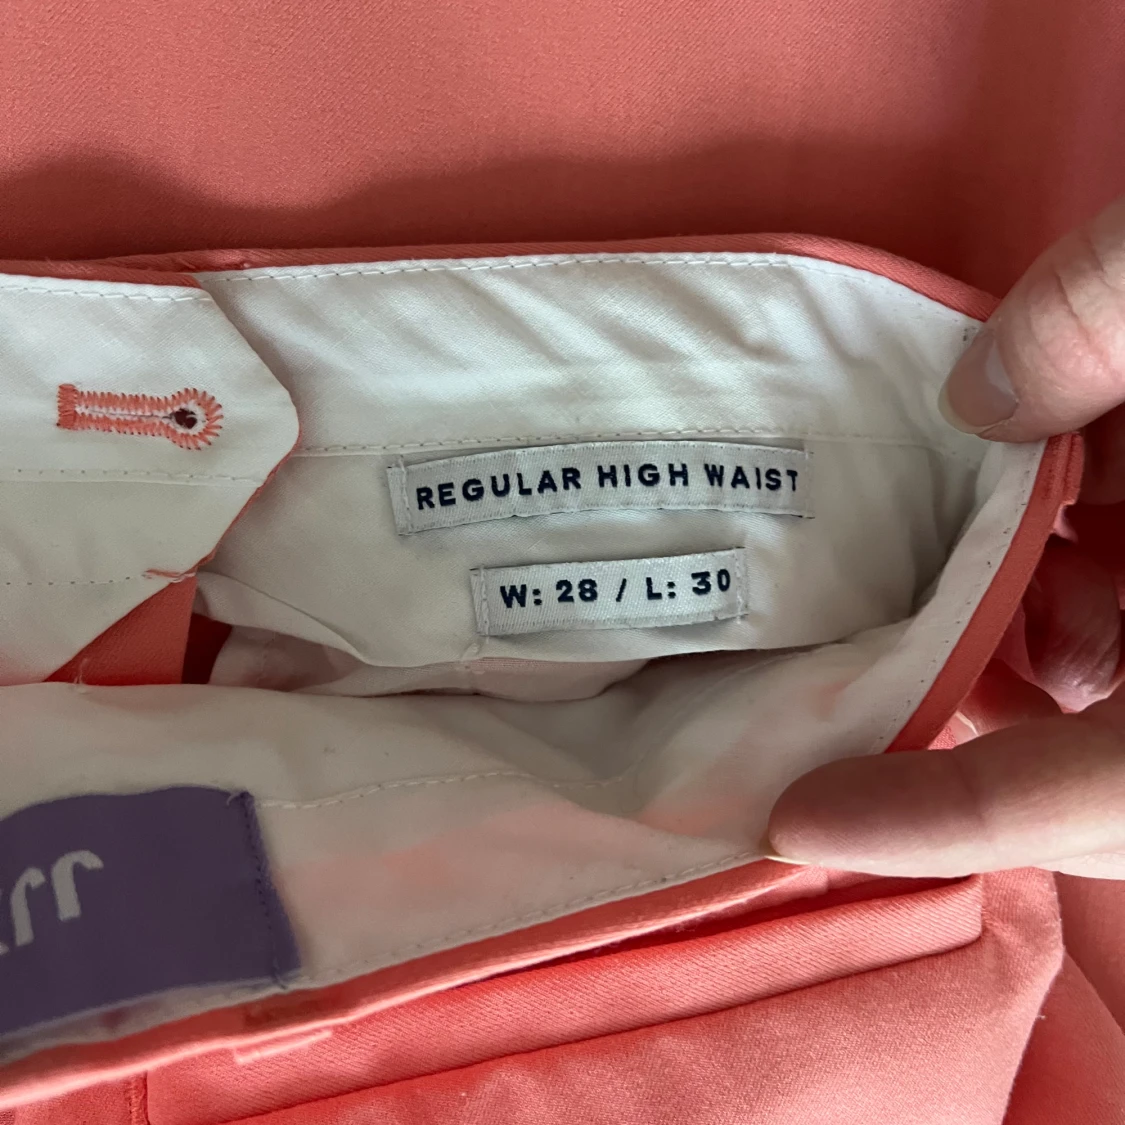 REGULAR HIGH WAIST
W: 28 / L: 30